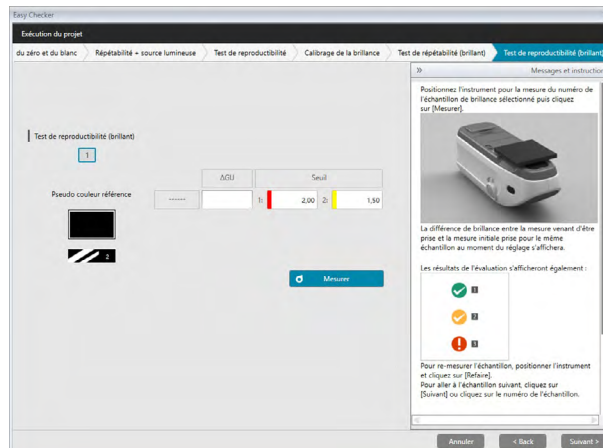 Easy Checker
Exécution du projet
du zéro et du blanc
Répétabilité + source lumineuse
Test de reproductibilité
Calibrage de la brillance
Test de répétabilité (brillant)
Test de reproductibilité (brillant)
»
Messages et instruction
Test de reproductibilité (brillant)
1
ΔGU
Seuil
Pseudo couleur référence
------
1:
2,00
2:
1,50
2
Mesurer
Positionnez l'instrument pour la mesure du numéro de
l'échantillon de brillance sélectionné puis cliquez
sur [Mesurer].
La différence de brillance entre la mesure venant d'être
prise et la mesure initiale prise pour le même
échantillon au moment du réglage s'affichera.
Les résultats de l'évaluation s'afficheront également :
1
2
3
Pour re-mesurer l'échantillon, positionner l'instrument
et cliquez sur [Refaire].
Pour aller à l'échantillon suivant, cliquez sur
[Suivant] ou cliquez sur le numéro de l'échantillon.
Annuler
< Back
Suivant >